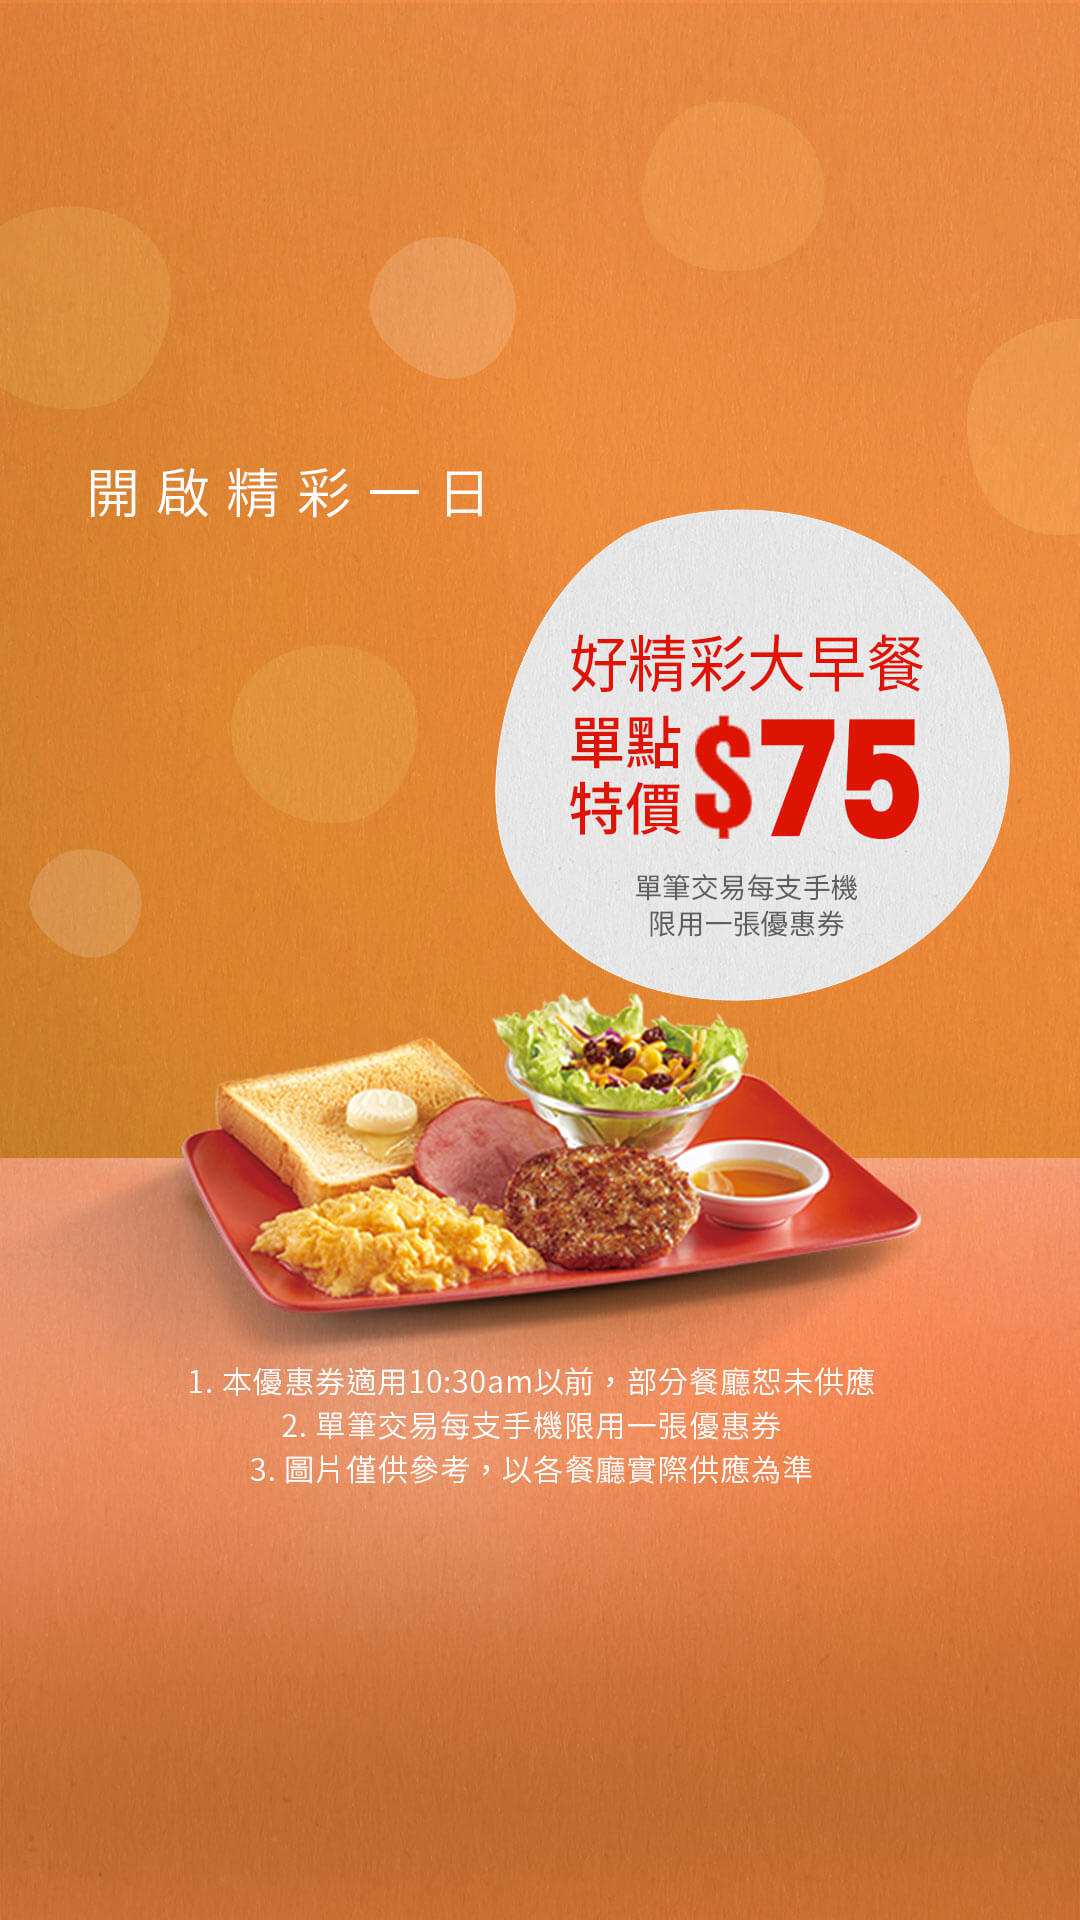 開啟精彩一日
好精彩大早餐
單點
特價 $75
單筆交易每支手機
限用一張優惠券
1. 本優惠券適用10:30am以前，部分餐廳恕未供應
2. 單筆交易每支手機限用一張優惠券
3. 圖片僅供參考，以各餐廳實際供應為準